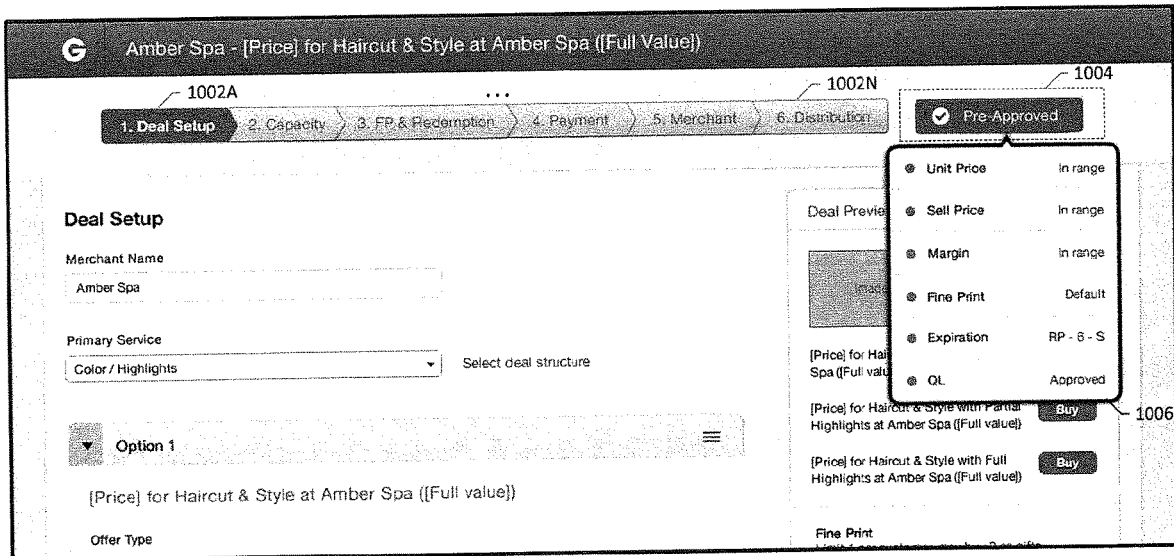 G Amber Spa - [Price] for Haircut & Style at Amber Spa ([Full Value])
1002A ... 1002N 1004
1. Deal Setup 2. Capacity 3. FP & Redemption 4. Payment 5. Merchant 6. Distribution Pre-Approved
Unit Price In range
Sell Price In range
Margin In range
Fine Print Default
Expiration RP - 6 - S
QL Approved
1006
Deal Setup
Merchant Name
Amber Spa
Primary Service
Color / Highlights Select deal structure
Option 1
[Price] for Haircut & Style at Amber Spa ([Full value])
Offer Type
Deal Previe
Image
[Price] for Hai
Spa ([Full valu
[Price] for Haircut & Style with Partial
Highlights at Amber Spa ([Full value]) Buy
[Price] for Haircut & Style with Full
Highlights at Amber Spa ([Full value]) Buy
Fine Print